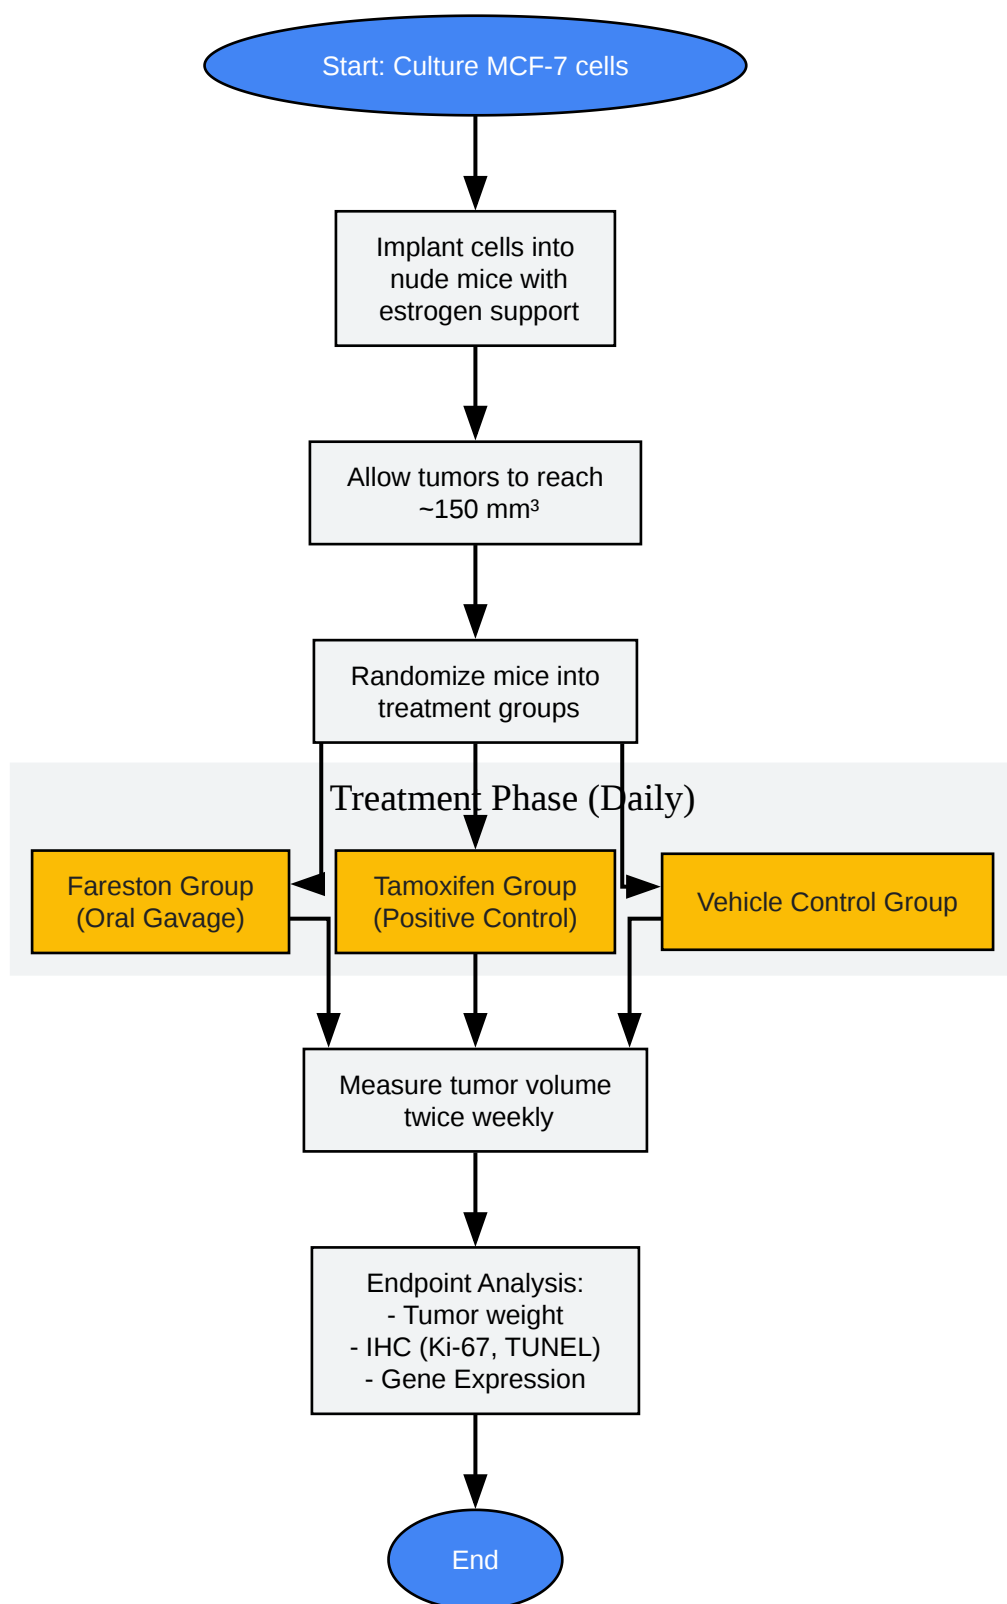 Start: Culture MCF-7 cells
Implant cells into
nude mice with
estrogen support
Allow tumors to reach
~150 mm³
Randomize mice into
treatment groups
Treatment Phase (Daily)
Fareston Group
(Oral Gavage)
Tamoxifen Group
(Positive Control)
Vehicle Control Group
Measure tumor volume
twice weekly
Endpoint Analysis:
- Tumor weight
- IHC (Ki-67, TUNEL)
- Gene Expression
End